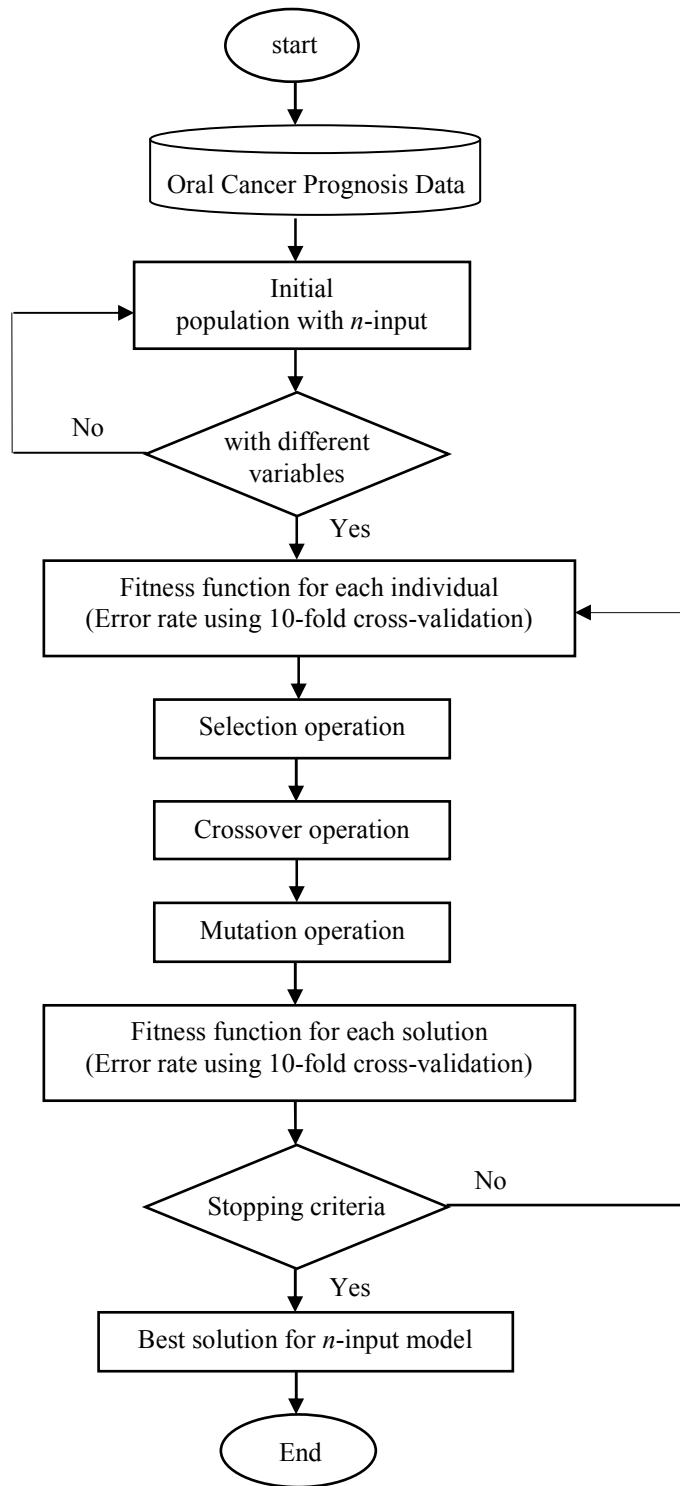 start
Oral Cancer Prognosis Data
Initial
population with n-input
No
with different
variables
Yes
Fitness function for each individual
(Error rate using 10-fold cross-validation)
Selection operation
Crossover operation
Mutation operation
Fitness function for each solution
(Error rate using 10-fold cross-validation)
Stopping criteria
No
Yes
Best solution for n-input model
End